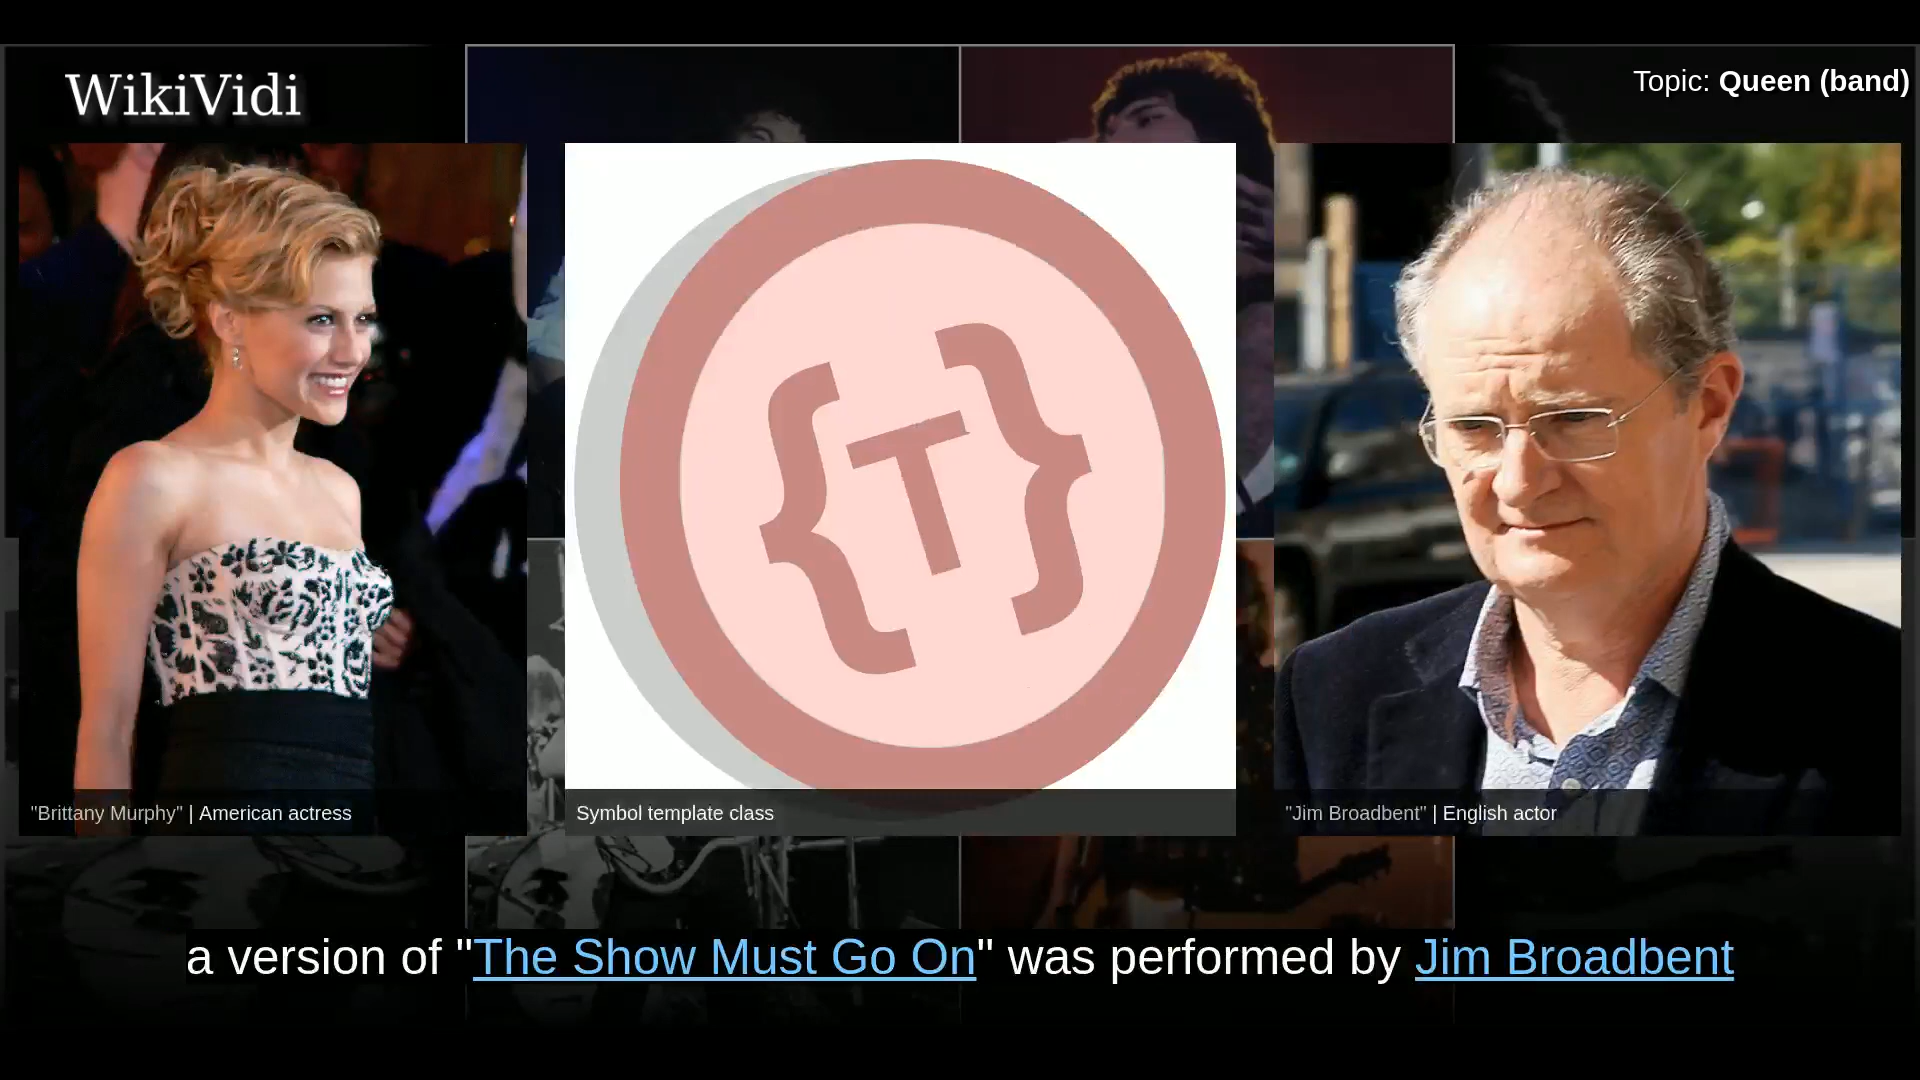 WikiVidi
Topic: Queen (band)
{T}
"Brittany Murphy" | American actress
Symbol template class
"Jim Broadbent" | English actor
a version of "The Show Must Go On" was performed by Jim Broadbent